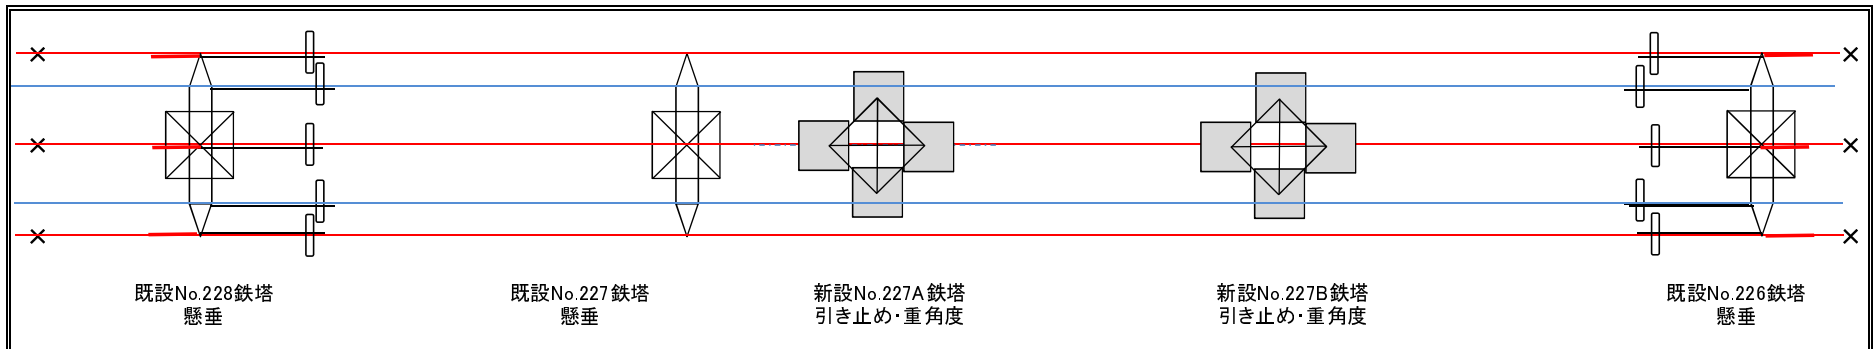 既設No.228鉄塔
懸垂
既設No.227鉄塔
懸垂
新設No.227A鉄塔
引き止め・重角度
新設No.227B鉄塔
引き止め・重角度
既設No.226鉄塔
懸垂